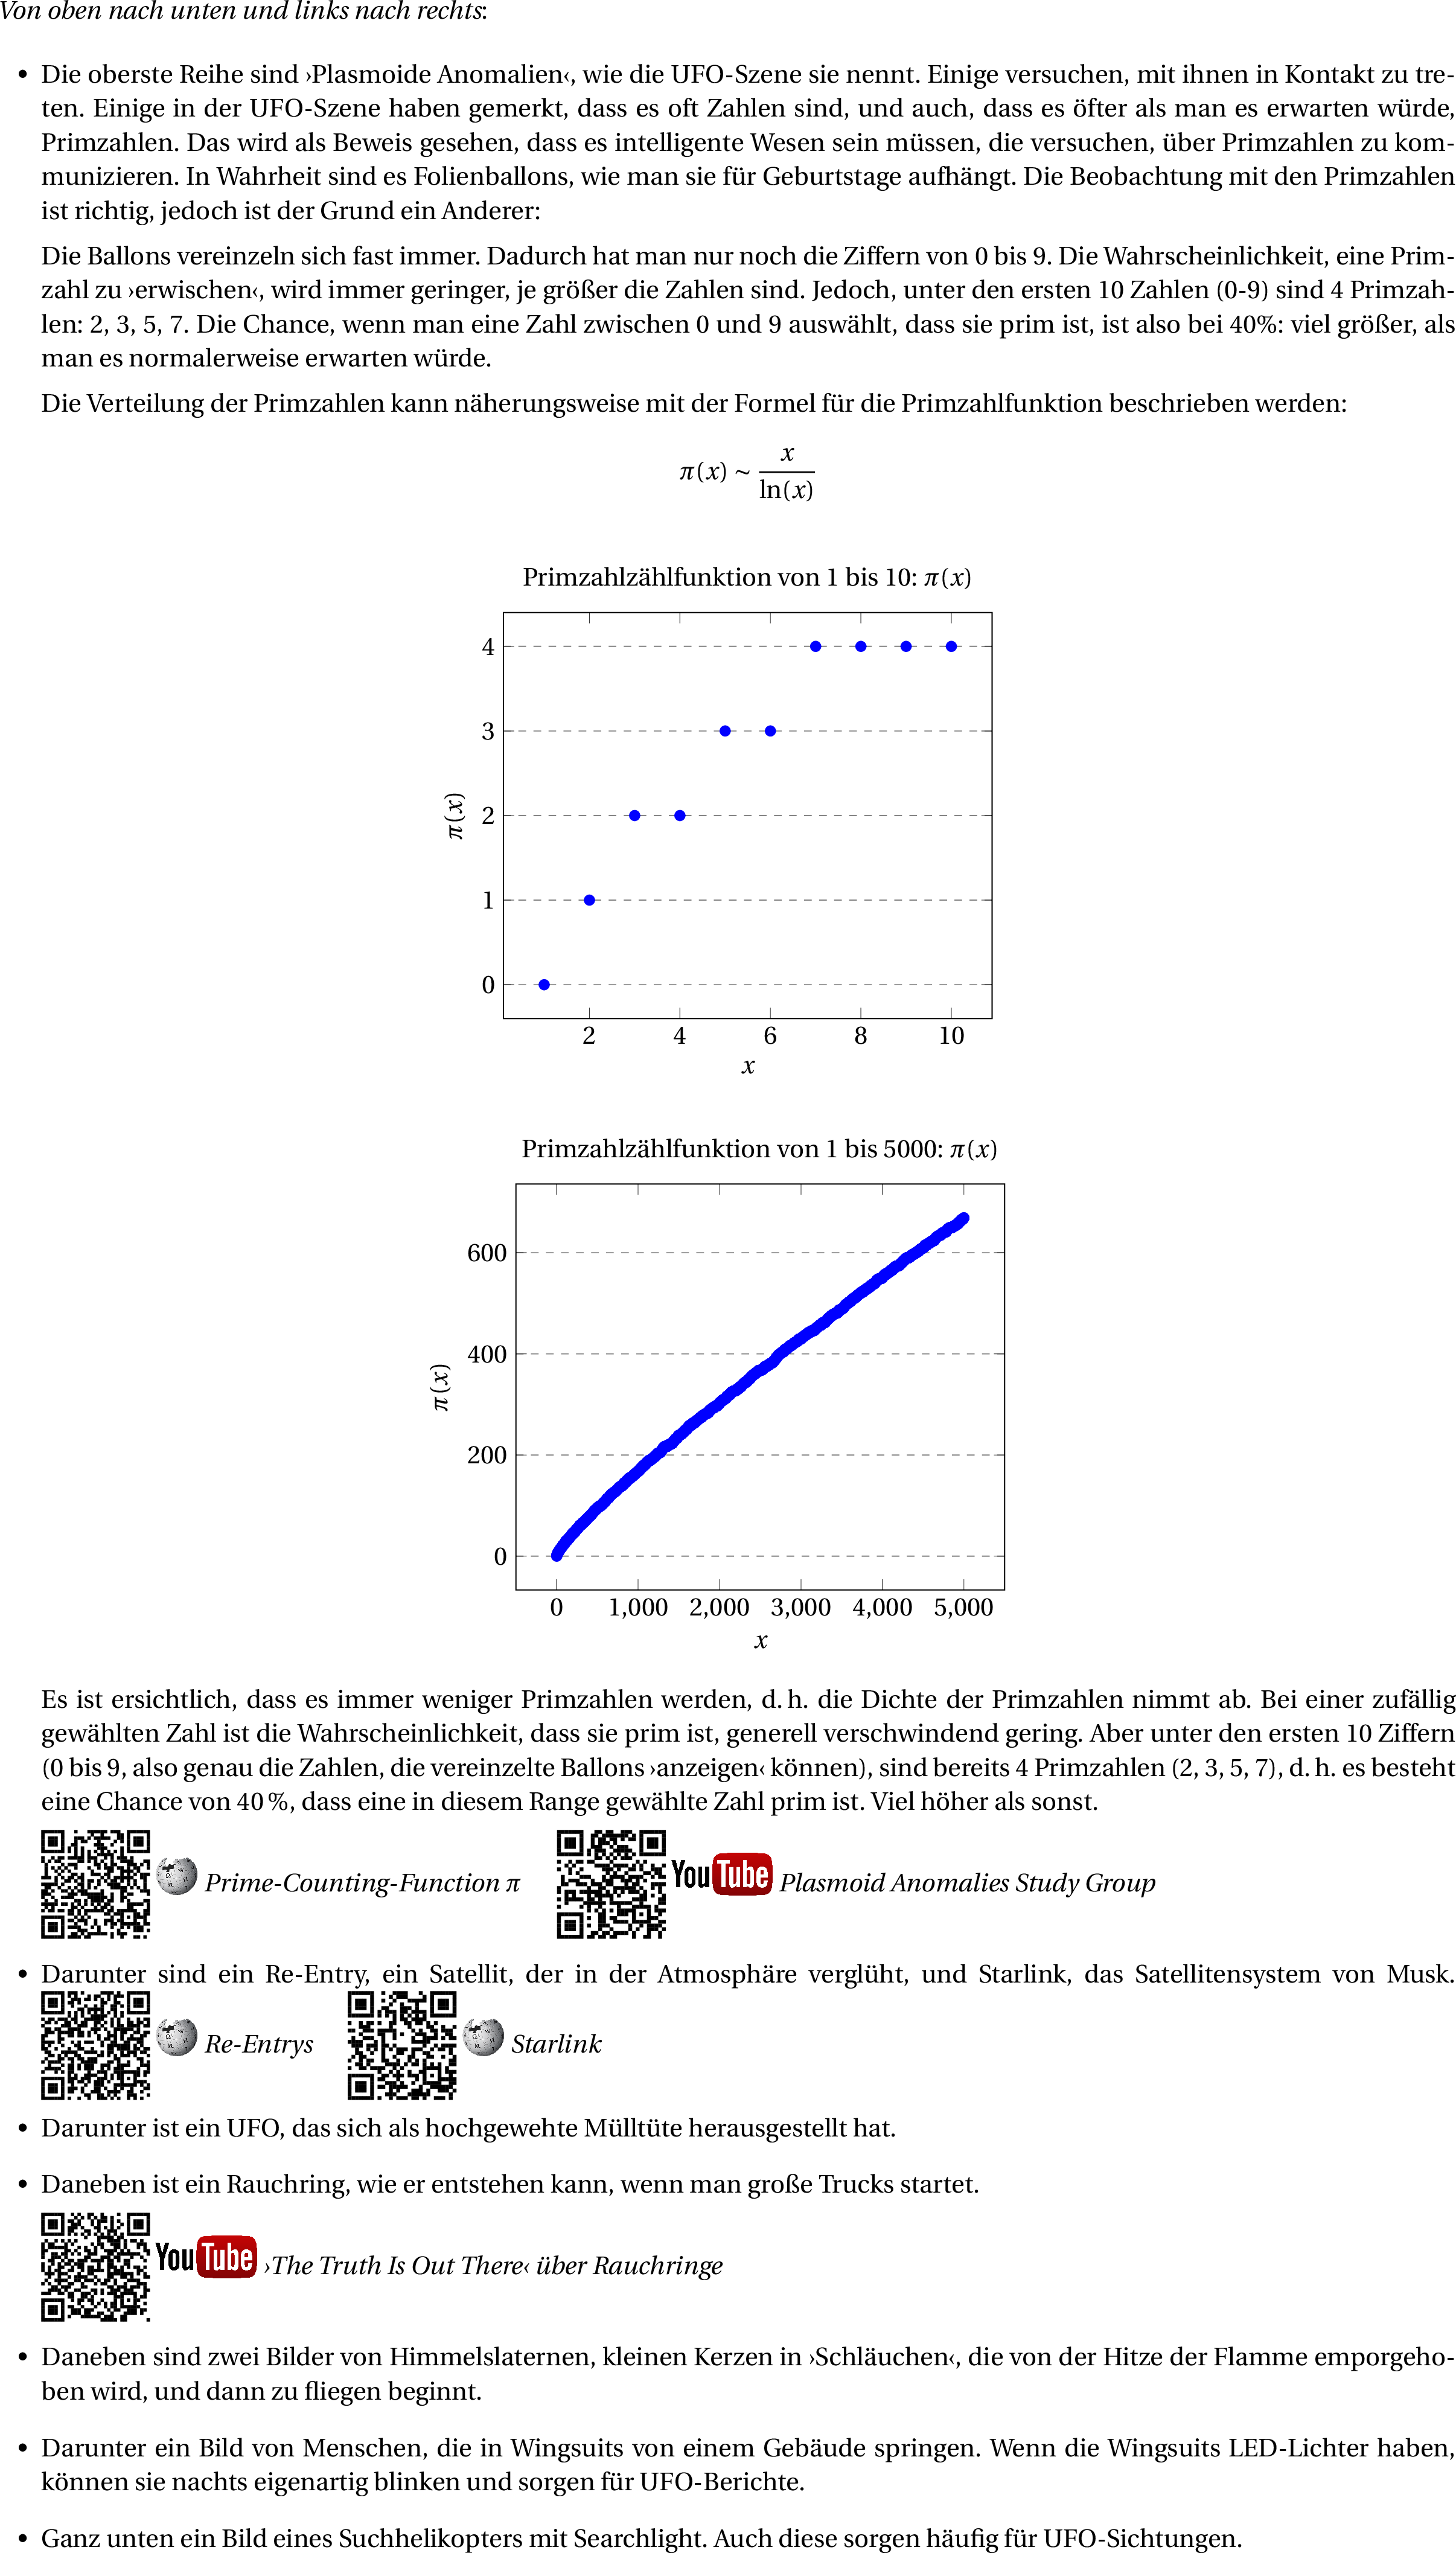 Von oben nach unten und links nach rechts:
• Die oberste Reihe sind ›Plasmoide Anomalien‹, wie die UFO-Szene sie nennt. Einige versuchen, mit ihnen in Kontakt zu tre-
ten. Einige in der UFO-Szene haben gemerkt, dass es oft Zahlen sind, und auch, dass es öfter als man es erwarten würde,
Primzahlen. Das wird als Beweis gesehen, dass es intelligente Wesen sein müssen, die versuchen, über Primzahlen zu kom-
munizieren. In Wahrheit sind es Folienballons, wie man sie für Geburtstage aufhängt. Die Beobachtung mit den Primzahlen
ist richtig, jedoch ist der Grund ein Anderer:
Die Ballons vereinzeln sich fast immer. Dadurch hat man nur noch die Ziffern von 0 bis 9. Die Wahrscheinlichkeit, eine Prim-
zahl zu ›erwischen‹, wird immer geringer, je größer die Zahlen sind. Jedoch, unter den ersten 10 Zahlen (0-9) sind 4 Primzah-
len: 2, 3, 5, 7. Die Chance, wenn man eine Zahl zwischen 0 und 9 auswählt, dass sie prim ist, ist also bei 40%: viel größer, als
man es normalerweise erwarten würde.
Die Verteilung der Primzahlen kann näherungsweise mit der Formel für die Primzahlfunktion beschrieben werden:
π(x) ~ x / ln(x)
Primzahlzählfunktion von 1 bis 10: π(x)
4
3
2
1
0
π(x)
2 4 6 8 10
x
Primzahlzählfunktion von 1 bis 5000: π(x)
600
400
200
0
π(x)
0 1,000 2,000 3,000 4,000 5,000
x
Es ist ersichtlich, dass es immer weniger Primzahlen werden, d. h. die Dichte der Primzahlen nimmt ab. Bei einer zufällig
gewählten Zahl ist die Wahrscheinlichkeit, dass sie prim ist, generell verschwindend gering. Aber unter den ersten 10 Ziffern
(0 bis 9, also genau die Zahlen, die vereinzelte Ballons ›anzeigen‹ können), sind bereits 4 Primzahlen (2, 3, 5, 7), d. h. es besteht
eine Chance von 40 %, dass eine in diesem Range gewählte Zahl prim ist. Viel höher als sonst.
Prime-Counting-Function π YouTube Plasmoid Anomalies Study Group
• Darunter sind ein Re-Entry, ein Satellit, der in der Atmosphäre verglüht, und Starlink, das Satellitensystem von Musk.
Re-Entrys Starlink
• Darunter ist ein UFO, das sich als hochgewehte Mülltüte herausgestellt hat.
• Daneben ist ein Rauchring, wie er entstehen kann, wenn man große Trucks startet.
YouTube ›The Truth Is Out There‹ über Rauchringe
• Daneben sind zwei Bilder von Himmelslaternen, kleinen Kerzen in ›Schläuchen‹, die von der Hitze der Flamme emporgeho-
ben wird, und dann zu fliegen beginnt.
• Darunter ein Bild von Menschen, die in Wingsuits von einem Gebäude springen. Wenn die Wingsuits LED-Lichter haben,
können sie nachts eigenartig blinken und sorgen für UFO-Berichte.
• Ganz unten ein Bild eines Suchhelikopters mit Searchlight. Auch diese sorgen häufig für UFO-Sichtungen.